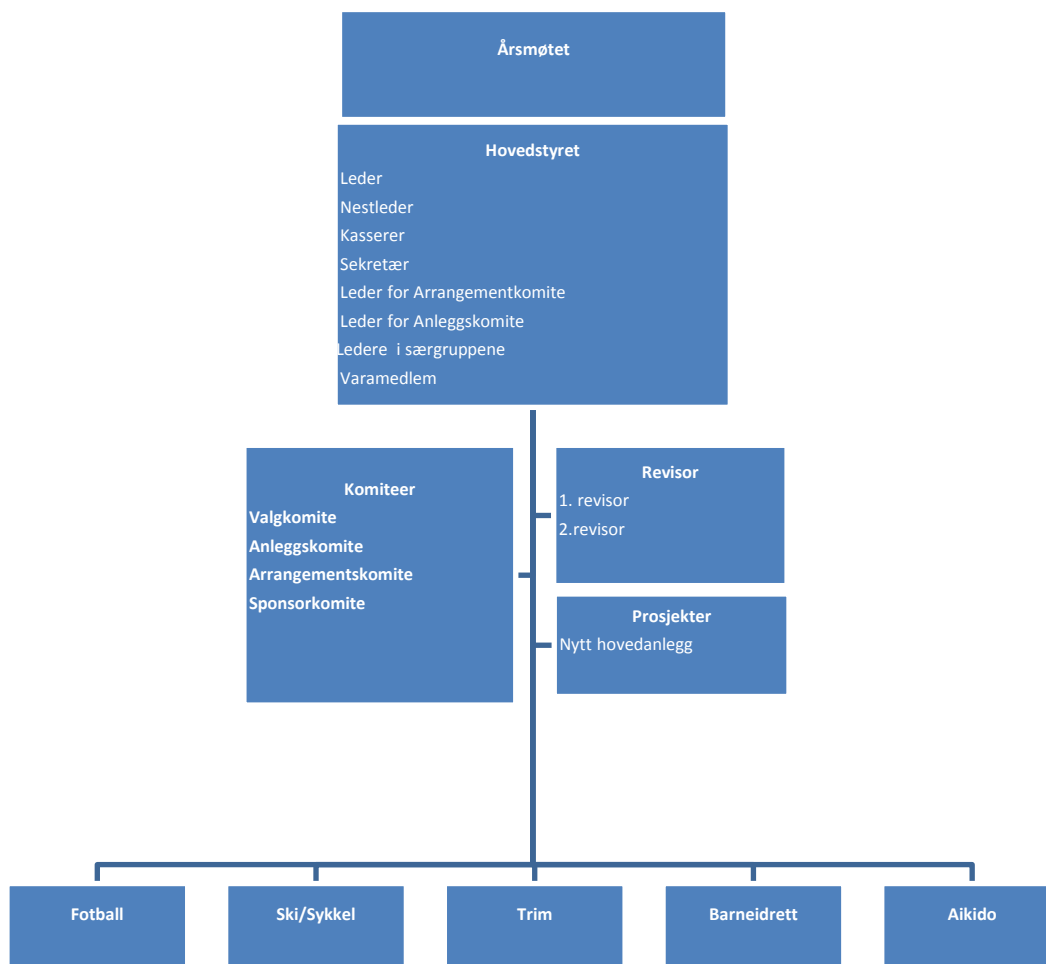 Årsmøtet
Hovedstyret
Leder
Nestleder
Kasserer
Sekretær
Leder for Arrangementkomite
Leder for Anleggskomite
Ledere  i særgruppene
Varamedlem
Komiteer
Valgkomite
Anleggskomite
Arrangementskomite
Sponsorkomite
Revisor
1. revisor
2.revisor
Prosjekter
Nytt hovedanlegg
Fotball
Ski/Sykkel
Trim
Barneidrett
Aikido